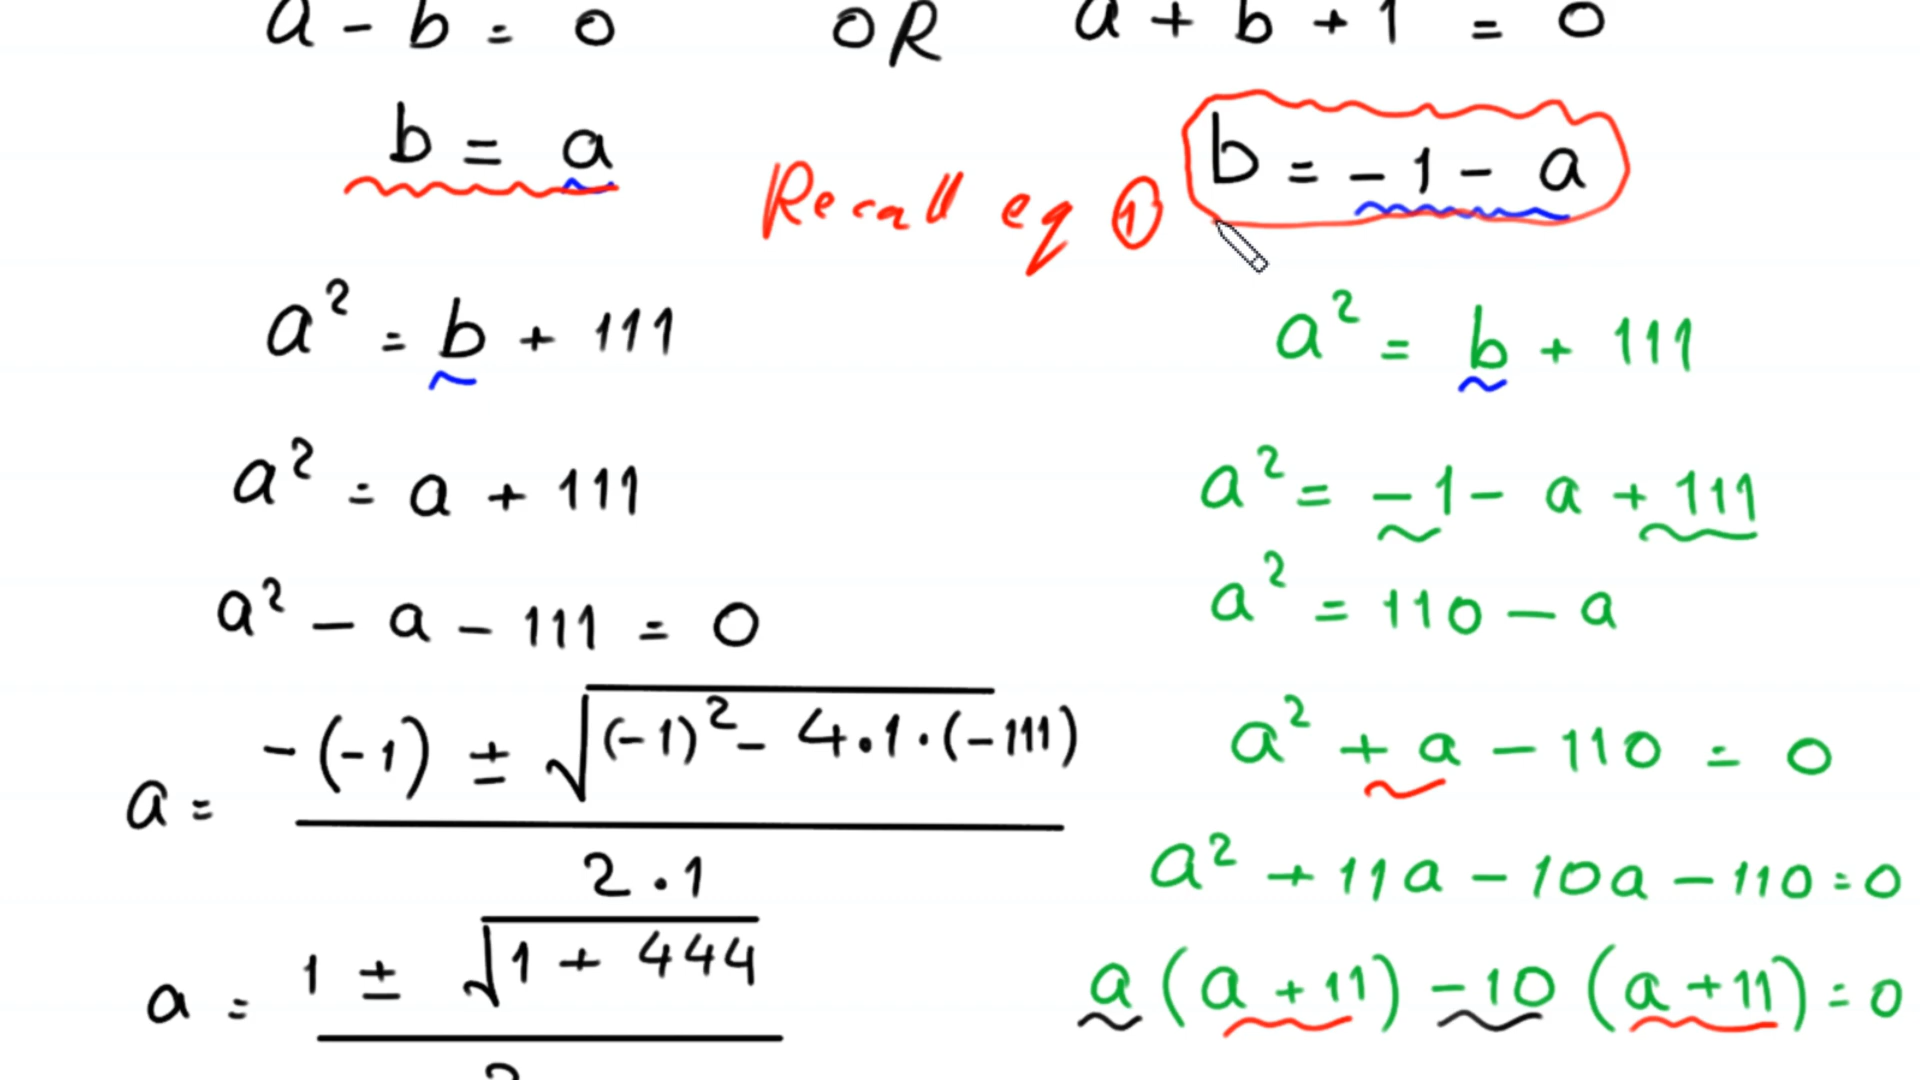 a - b = 0 OR a + b + 1 = 0
b = a
Recall eq ①
b = -1 - a
a² = b + 111
a² = a + 111
a² - a - 111 = 0
a = -(-1) ± √(-1)² - 4·1·(-111)
2·1
a = 1 ± √1 + 444
2
a² = b + 111
a² = -1 - a + 111
a² = 110 - a
a² + a - 110 = 0
a² + 11a - 10a - 110 = 0
a (a + 11) - 10 (a + 11) = 0